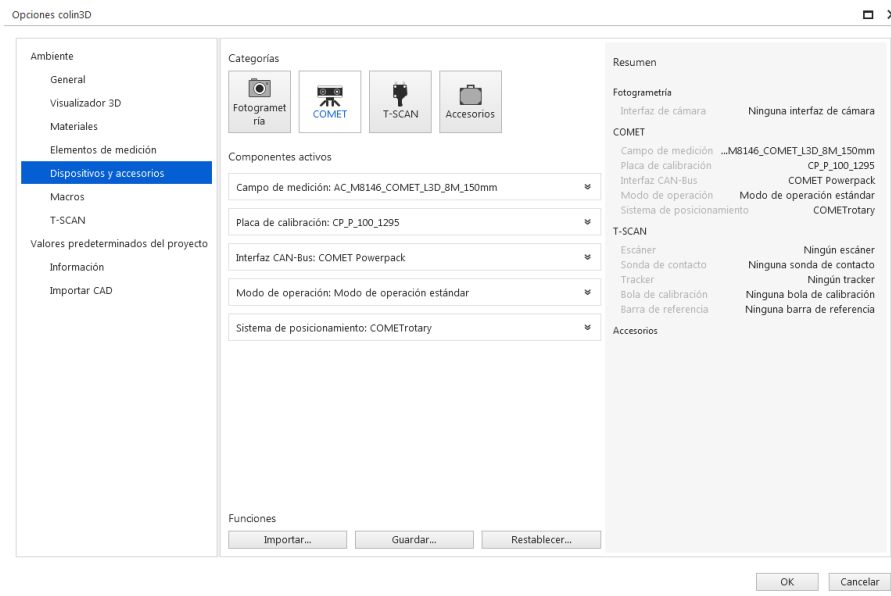 Opciones colin3D
Ambiente
General
Visualizador 3D
Materiales
Elementos de medición
Dispositivos y accesorios
Macros
T-SCAN
Valores predeterminados del proyecto
Información
Importar CAD
Categorías
Fotogramet
ría
COMET
T-SCAN
Accesorios
Componentes activos
Campo de medición: AC_M8146_COMET_L3D_8M_150mm
Placa de calibración: CP_P_100_1295
Interfaz CAN-Bus: COMET Powerpack
Modo de operación: Modo de operación estándar
Sistema de posicionamiento: COMETrotary
Funciones
Importar...
Guardar...
Restablecer...
Resumen
Fotogrametría
Interfaz de cámara Ninguna interfaz de cámara
COMET
Campo de medición ...M8146_COMET_L3D_8M_150mm
Placa de calibración CP_P_100_1295
Interfaz CAN-Bus COMET Powerpack
Modo de operación Modo de operación estándar
Sistema de posicionamiento COMETrotary
T-SCAN
Escáner Ningún escáner
Sonda de contacto Ninguna sonda de contacto
Tracker Ningún tracker
Bola de calibración Ninguna bola de calibración
Barra de referencia Ninguna barra de referencia
Accesorios
OK
Cancelar